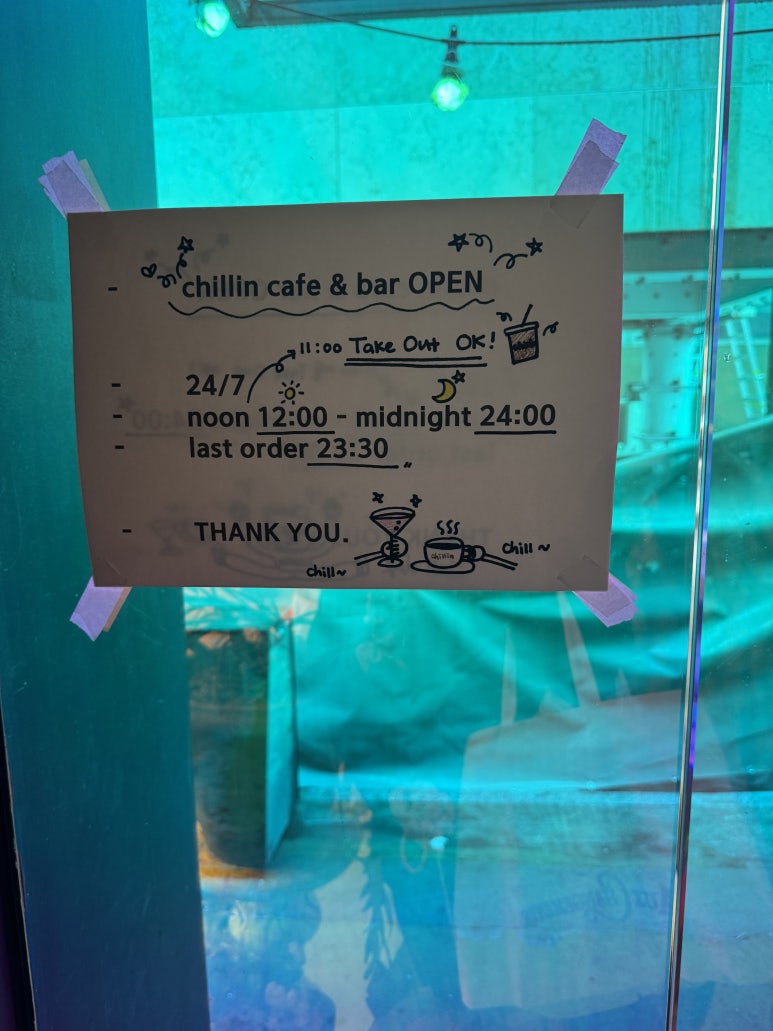 - chillin cafe & bar OPEN
11:00 Take Out OK!
- 24/7
- noon 12:00 - midnight 24:00
- last order 23:30 〃
- THANK YOU.
chillin
chill~
chill~